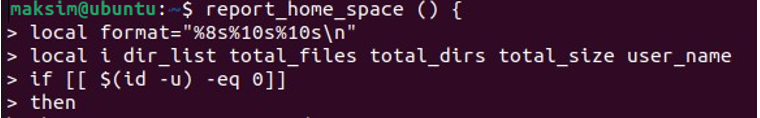 maksim@ubuntu:~$ report_home_space () {
> local format="%8s%10s%10s\n"
> local i dir_list total_files total_dirs total_size user_name
> if [[ $(id -u) -eq 0]]
> then